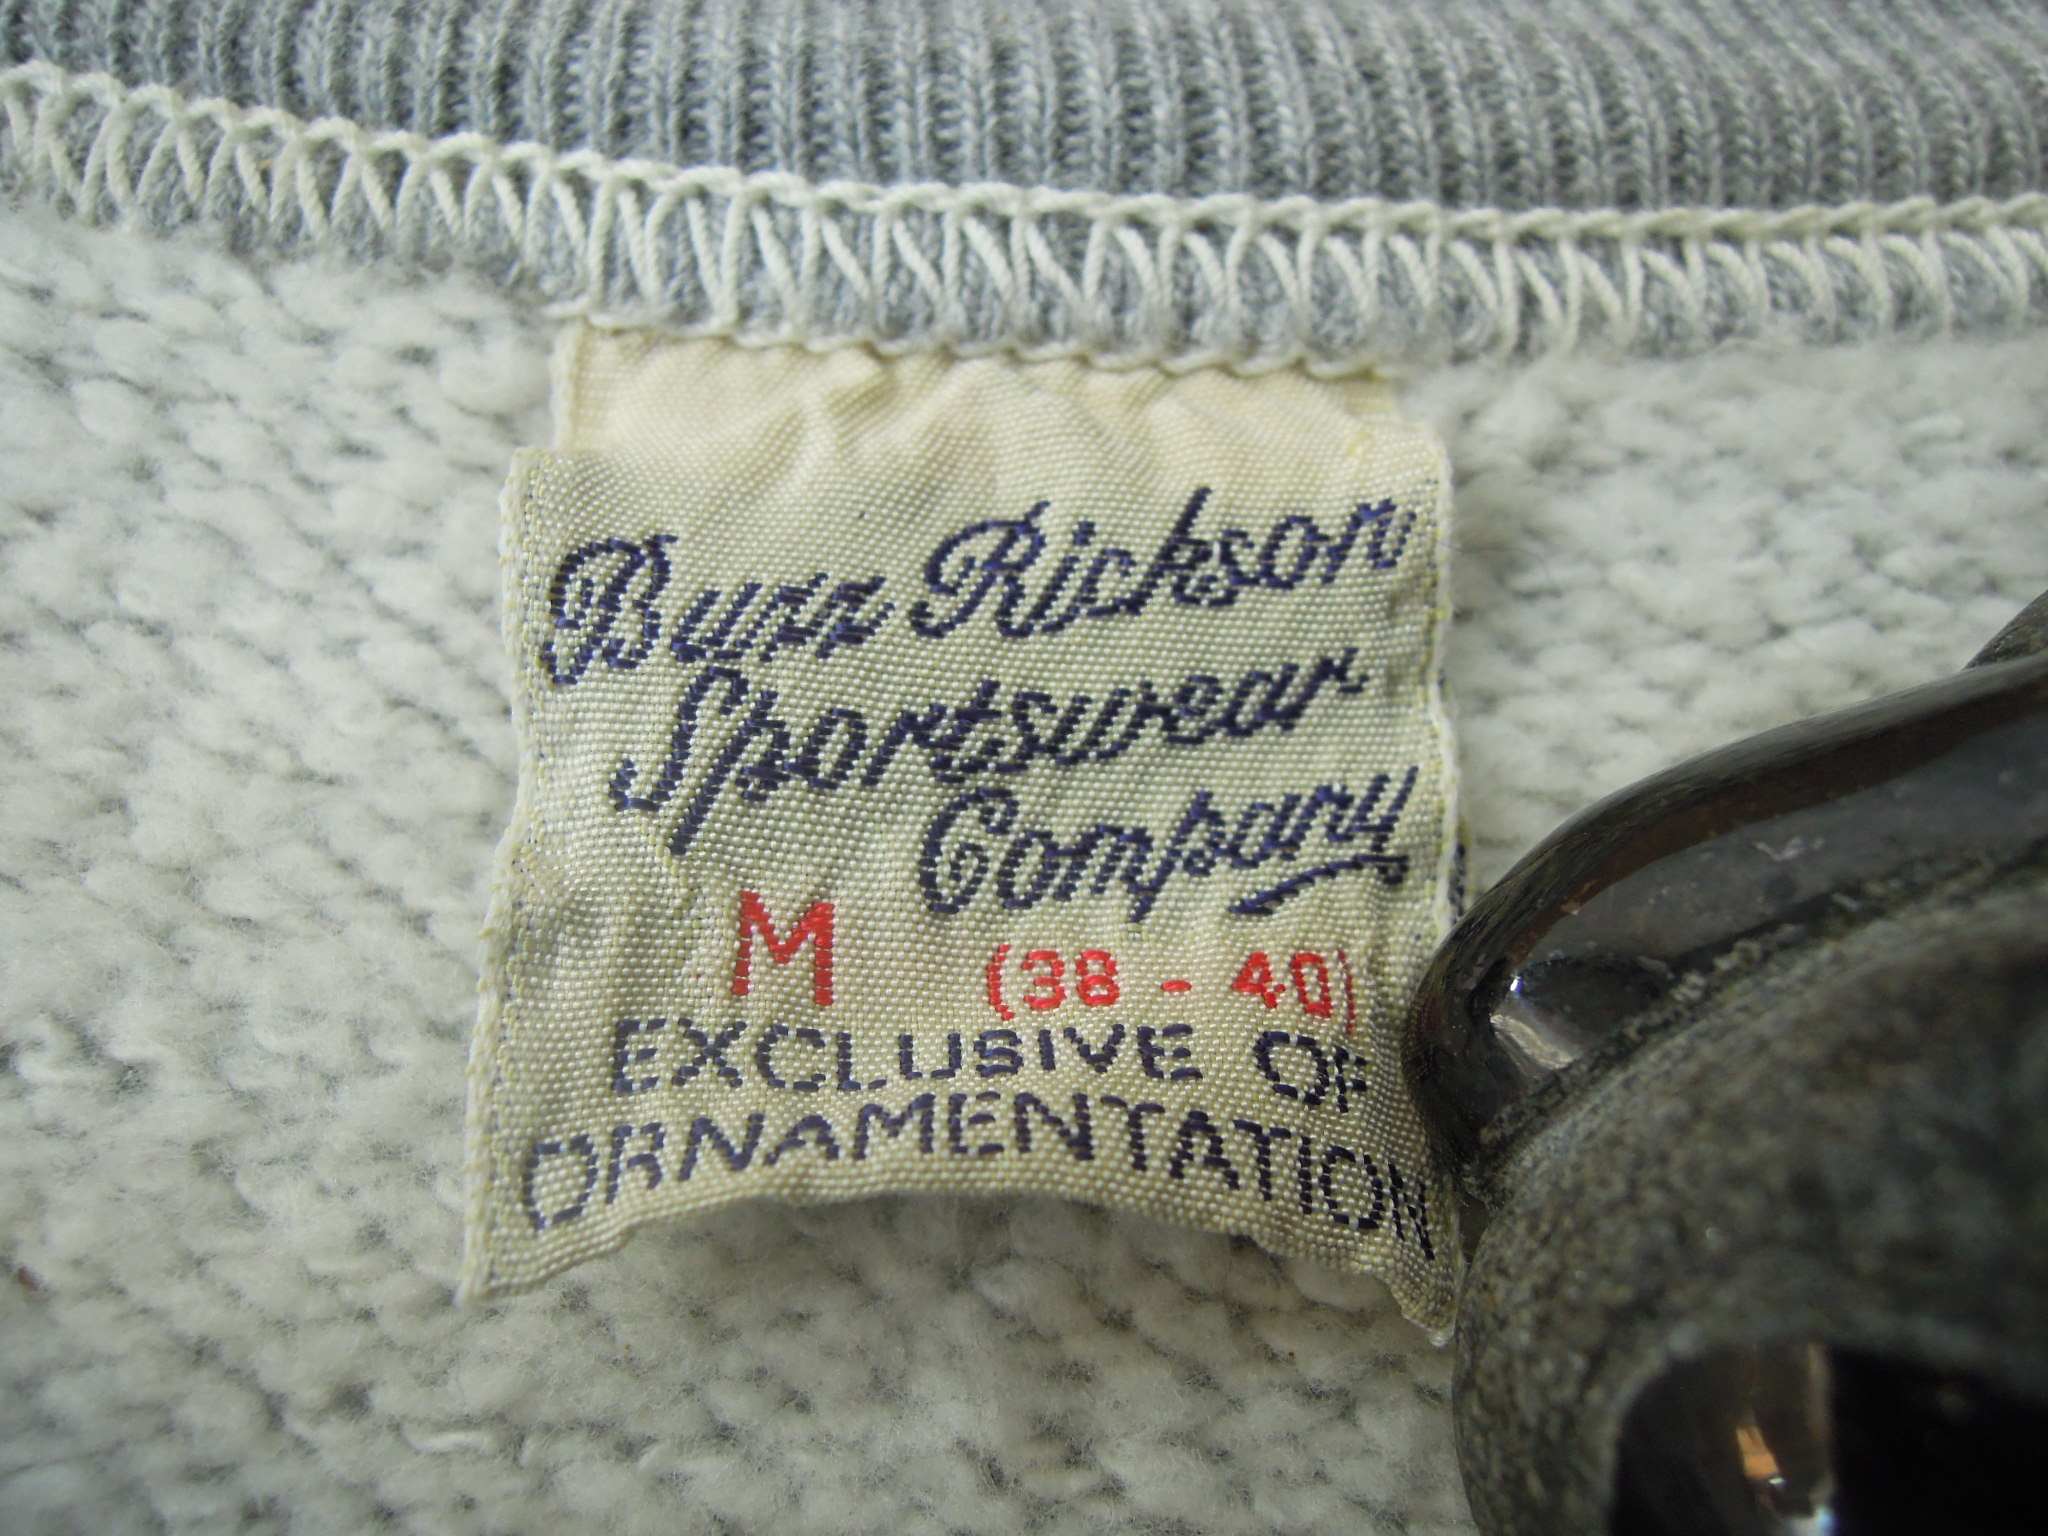 Buzz Rickson
Sportswear
Company
M (38 - 40)
EXCLUSIVE OF
ORNAMENTATION